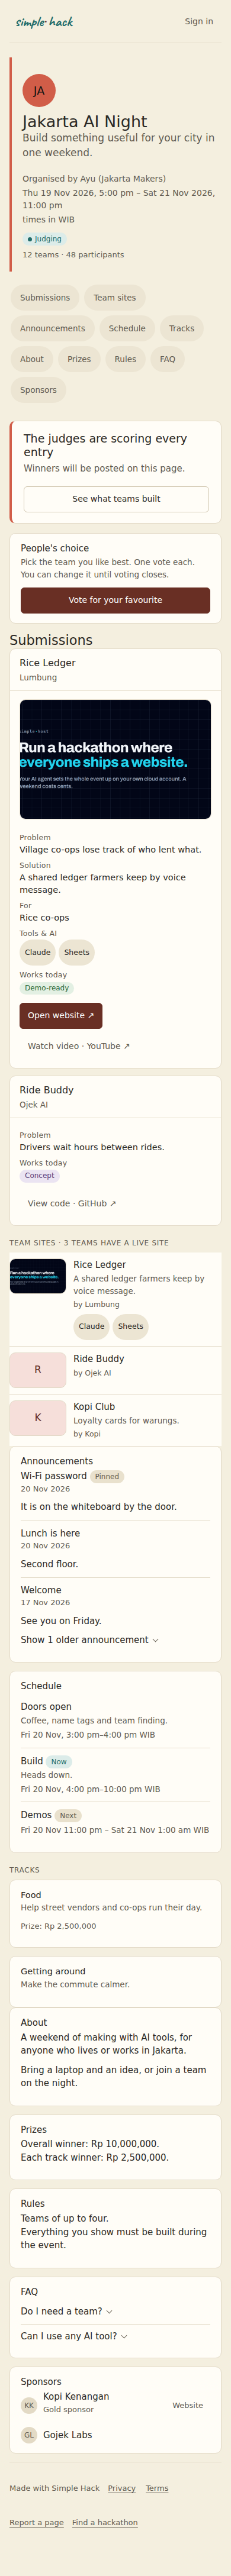 simple hack
Sign in
JA
Jakarta AI Night
Build something useful for your city in
one weekend.
Organised by Ayu (Jakarta Makers)
Thu 19 Nov 2026, 5:00 pm – Sat 21 Nov 2026,
11:00 pm
times in WIB
Judging
12 teams · 48 participants
Submissions
Team sites
Announcements
Schedule
Tracks
About
Prizes
Rules
FAQ
Sponsors
The judges are scoring every
entry
Winners will be posted on this page.
See what teams built
People's choice
Pick the team you like best. One vote each.
You can change it until voting closes.
Vote for your favourite
Submissions
Rice Ledger
Lumbung
simple-host
Run a hackathon where
everyone ships a website.
Your AI agent sets the whole event up on your own cloud account. A
weekend costs cents.
Problem
Village co-ops lose track of who lent what.
Solution
A shared ledger farmers keep by voice
message.
For
Rice co-ops
Tools & AI
Claude
Sheets
Works today
Demo-ready
Open website ↗
Watch video · YouTube ↗
Ride Buddy
Ojek AI
Problem
Drivers wait hours between rides.
Works today
Concept
View code · GitHub ↗
TEAM SITES · 3 TEAMS HAVE A LIVE SITE
Rice Ledger
A shared ledger farmers keep by
voice message.
by Lumbung
Claude
Sheets
R
Ride Buddy
by Ojek AI
K
Kopi Club
Loyalty cards for warungs.
by Kopi
Announcements
Wi-Fi password Pinned
20 Nov 2026
It is on the whiteboard by the door.
Lunch is here
20 Nov 2026
Second floor.
Welcome
17 Nov 2026
See you on Friday.
Show 1 older announcement
Schedule
Doors open
Coffee, name tags and team finding.
Fri 20 Nov, 3:00 pm–4:00 pm WIB
Build Now
Heads down.
Fri 20 Nov, 4:00 pm–10:00 pm WIB
Demos Next
Fri 20 Nov 11:00 pm – Sat 21 Nov 1:00 am WIB
TRACKS
Food
Help street vendors and co-ops run their day.
Prize: Rp 2,500,000
Getting around
Make the commute calmer.
About
A weekend of making with AI tools, for
anyone who lives or works in Jakarta.
Bring a laptop and an idea, or join a team
on the night.
Prizes
Overall winner: Rp 10,000,000.
Each track winner: Rp 2,500,000.
Rules
Teams of up to four.
Everything you show must be built during
the event.
FAQ
Do I need a team?
Can I use any AI tool?
Sponsors
KK
Kopi Kenangan
Gold sponsor
Website
GL
Gojek Labs
Made with Simple Hack
Privacy
Terms
Report a page
Find a hackathon